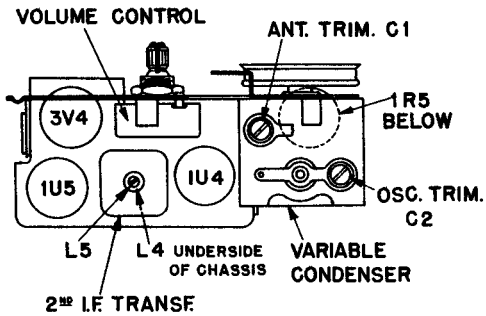 VOLUME CONTROL
ANT. TRIM. C1
3V4
1R5
BELOW
1U5
1U4
OSC. TRIM.
C2
L5
L4
UNDERSIDE
OF CHASSIS
VARIABLE
CONDENSER
2ND I.F. TRANSF.